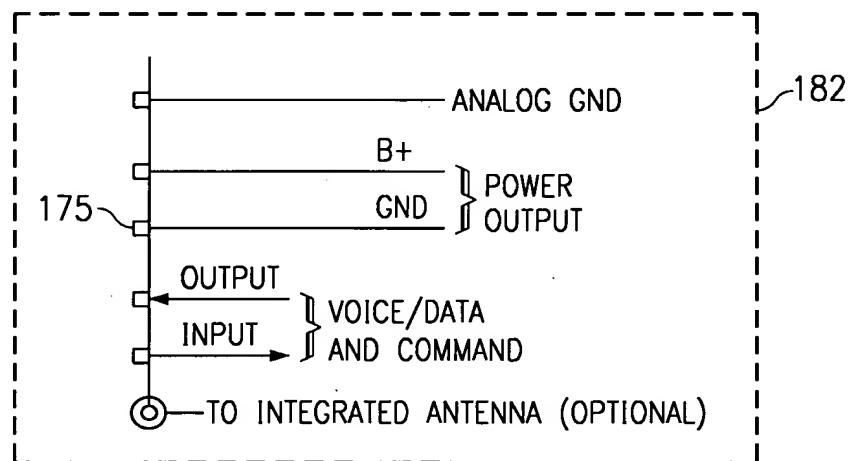 182
ANALOG GND
B+
GND
POWER
OUTPUT
175
OUTPUT
INPUT
VOICE/DATA
AND COMMAND
TO INTEGRATED ANTENNA (OPTIONAL)